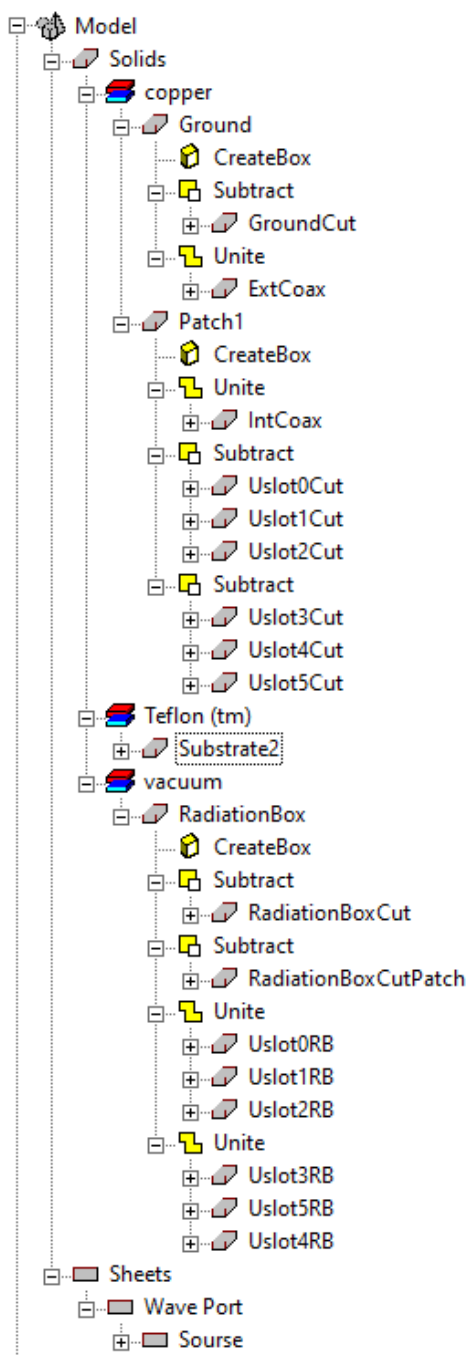 Model
Solids
copper
Ground
CreateBox
Subtract
GroundCut
Unite
ExtCoax
Patch1
CreateBox
Unite
IntCoax
Subtract
Uslot0Cut
Uslot1Cut
Uslot2Cut
Subtract
Uslot3Cut
Uslot4Cut
Uslot5Cut
Teflon (tm)
Substrate2
vacuum
RadiationBox
CreateBox
Subtract
RadiationBoxCut
Subtract
RadiationBoxCutPatch
Unite
Uslot0RB
Uslot1RB
Uslot2RB
Unite
Uslot3RB
Uslot5RB
Uslot4RB
Sheets
Wave Port
Sourse